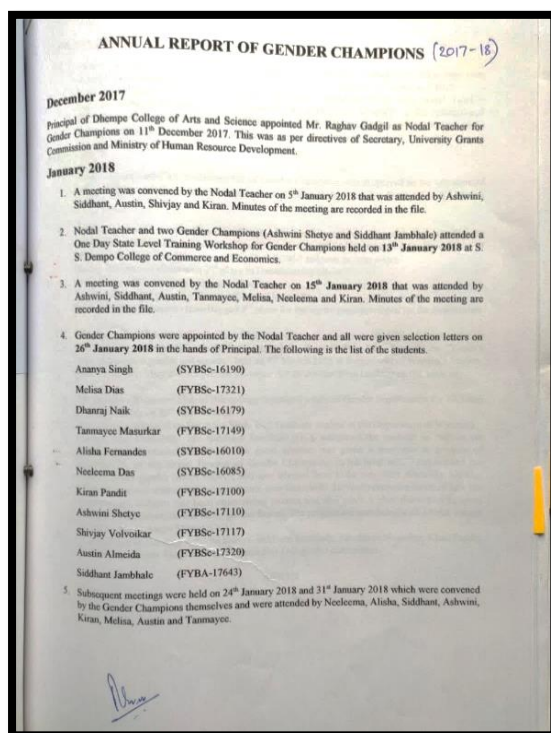 ANNUAL REPORT OF GENDER CHAMPIONS (2017-18)
December 2017
Principal of Dhempe College of Arts and Science appointed Mr. Raghav Gadgil as Nodal Teacher for
Gender Champions on 11th December 2017. This was as per directives of Secretary, University Grants
Commission and Ministry of Human Resource Development.
January 2018
1. A meeting was convened by the Nodal Teacher on 5th January 2018 that was attended by Ashwini,
Siddhant, Austin, Shivjay and Kiran. Minutes of the meeting are recorded in the file.
2. Nodal Teacher and two Gender Champions (Ashwini Shetye and Siddhant Jambhale) attended a
One Day State Level Training Workshop for Gender Champions held on 13th January 2018 at S.
S. Dempo College of Commerce and Economics.
3. A meeting was convened by the Nodal Teacher on 15th January 2018 that was attended by
Ashwini, Siddhant, Austin, Tanmayee, Melisa, Neeleema and Kiran. Minutes of the meeting are
recorded in the file.
4. Gender Champions were appointed by the Nodal Teacher and all were given selection letters on
26th January 2018 in the hands of Principal. The following is the list of the students.
Ananya Singh (SYBSc-16190)
Melisa Dias (FYBSc-17321)
Dhanraj Naik (SYBSc-16179)
Tanmayee Masurkar (FYBSc-17149)
Alisha Fernandes (SYBSc-16010)
Neeleema Das (SYBSc-16085)
Kiran Pandit (FYBSc-17100)
Ashwini Shetye (FYBSc-17110)
Shivjay Volvoikar (FYBSc-17117)
Austin Almeida (FYBSc-17320)
Siddhant Jambhale (FYBA-17643)
5. Subsequent meetings were held on 24th January 2018 and 31st January 2018 which were convened
by the Gender Champions themselves and were attended by Neeleema, Alisha, Siddhant, Ashwini,
Kiran, Melisa, Austin and Tanmayee.